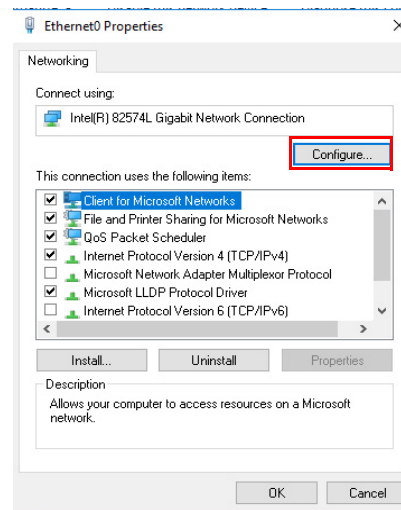 Ethernet0 Properties
Networking
Connect using:
Intel(R) 82574L Gigabit Network Connection
Configure...
This connection uses the following items:
Client for Microsoft Networks
File and Printer Sharing for Microsoft Networks
QoS Packet Scheduler
Internet Protocol Version 4 (TCP/IPv4)
Microsoft Network Adapter Multiplexor Protocol
Microsoft LLDP Protocol Driver
Internet Protocol Version 6 (TCP/IPv6)
Install... Uninstall Properties
Description
Allows your computer to access resources on a Microsoft
network.
OK Cancel